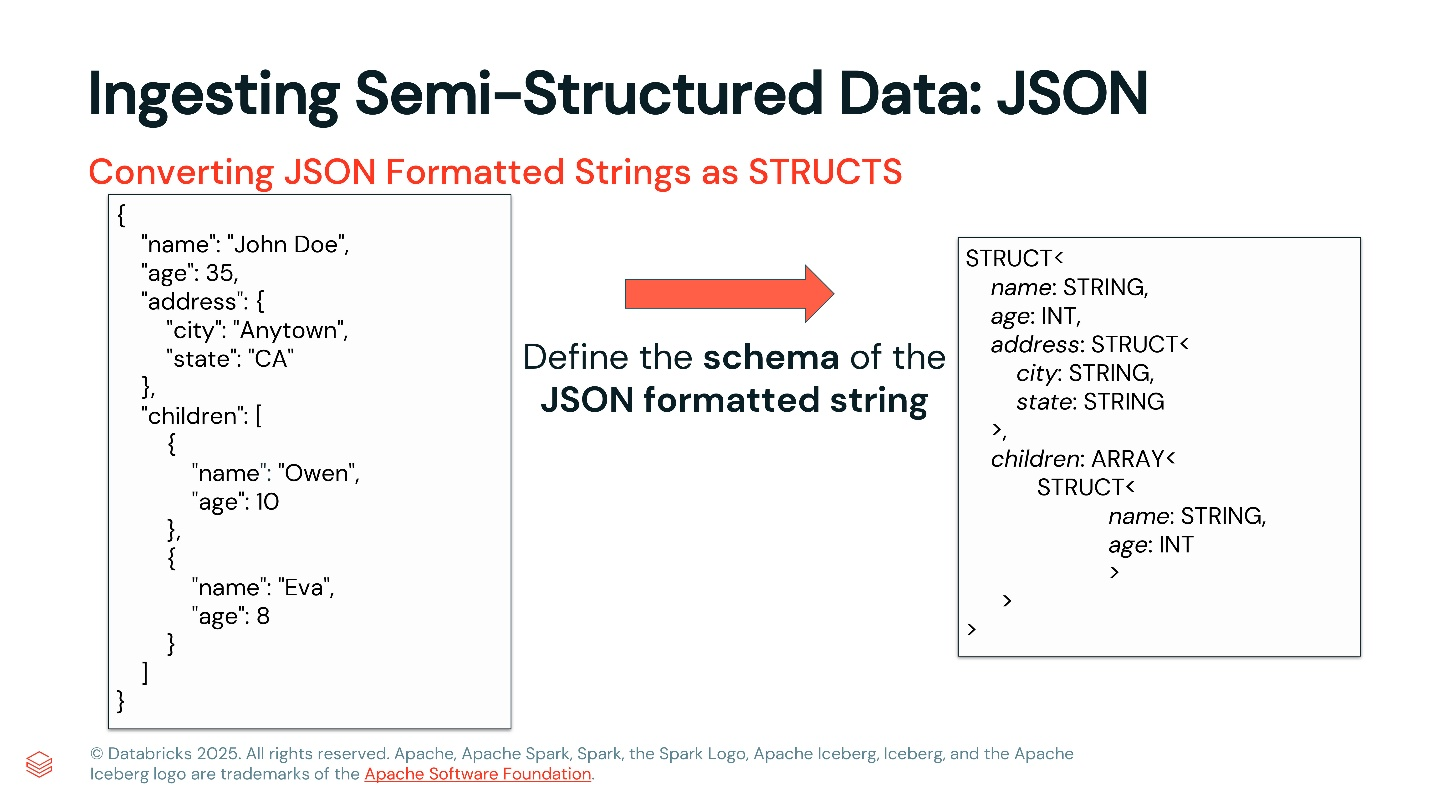 Ingesting Semi-Structured Data: JSON
Converting JSON Formatted Strings as STRUCTS
{
"name": "John Doe",
"age": 35,
"address": {
"city": "Anytown",
"state": "CA"
},
"children": [
{
"name": "Owen",
"age": 10
},
{
"name": "Eva",
"age": 8
}
]
}
Define the schema of the
JSON formatted string
STRUCT<
name: STRING,
age: INT,
address: STRUCT<
city: STRING,
state: STRING
>,
children: ARRAY<
STRUCT<
name: STRING,
age: INT
>
>
>
© Databricks 2025. All rights reserved. Apache, Apache Spark, Spark, the Spark Logo, Apache Iceberg, Iceberg, and the Apache
Iceberg logo are trademarks of the Apache Software Foundation.